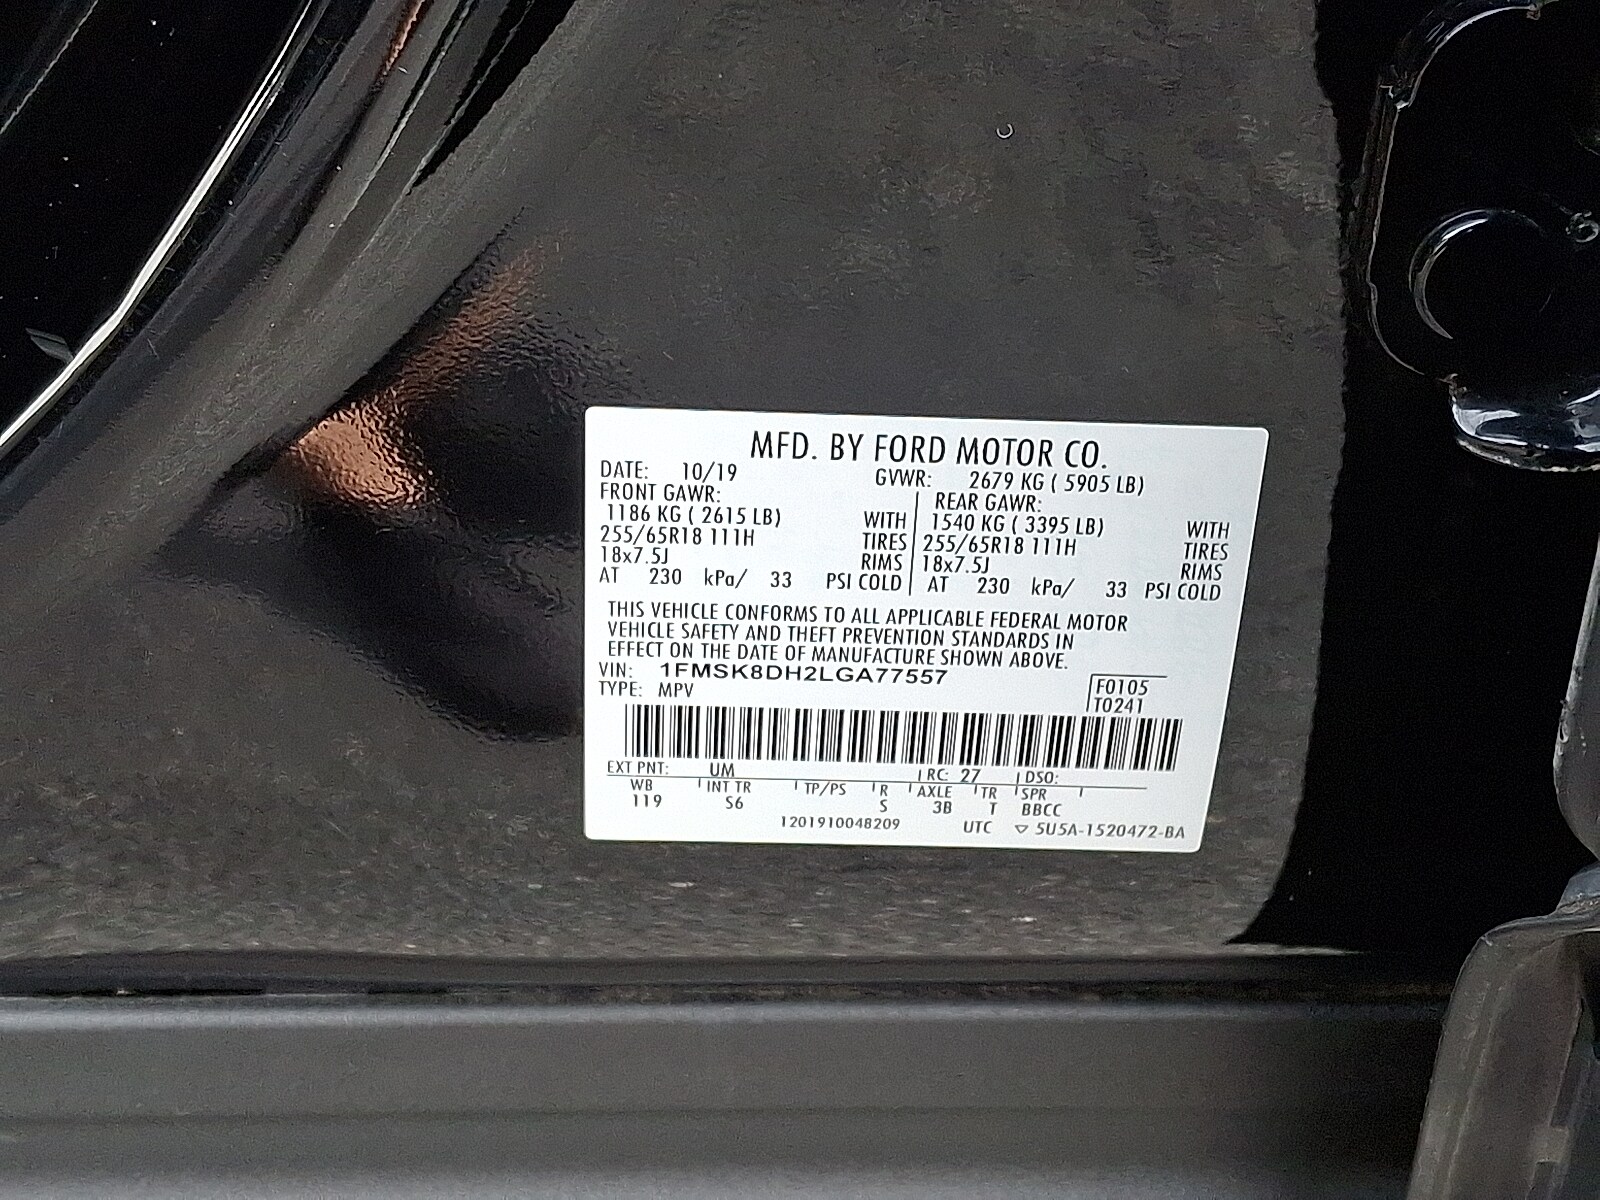 MFD. BY FORD MOTOR CO.
DATE: 10/19 GVWR: 2679 KG ( 5905 LB)
FRONT GAWR: REAR GAWR:
1186 KG ( 2615 LB) WITH 1540 KG ( 3395 LB) WITH
255/65R18 111H TIRES 255/65R18 111H TIRES
18x7.5J RIMS 18x7.5J RIMS
AT 230 kPa/ 33 PSI COLD AT 230 kPa/ 33 PSI COLD
THIS VEHICLE CONFORMS TO ALL APPLICABLE FEDERAL MOTOR
VEHICLE SAFETY AND THEFT PREVENTION STANDARDS IN
EFFECT ON THE DATE OF MANUFACTURE SHOWN ABOVE.
VIN: 1FMSK8DH2LGA77557
TYPE: MPV F0105
T0241
EXT PNT: UM RC: 27 DSO:
WB INT TR TP/PS R AXLE TR SPR
119 S6 S 3B T BBCC
1201910048209 UTC ▽ 5U5A-1520472-BA